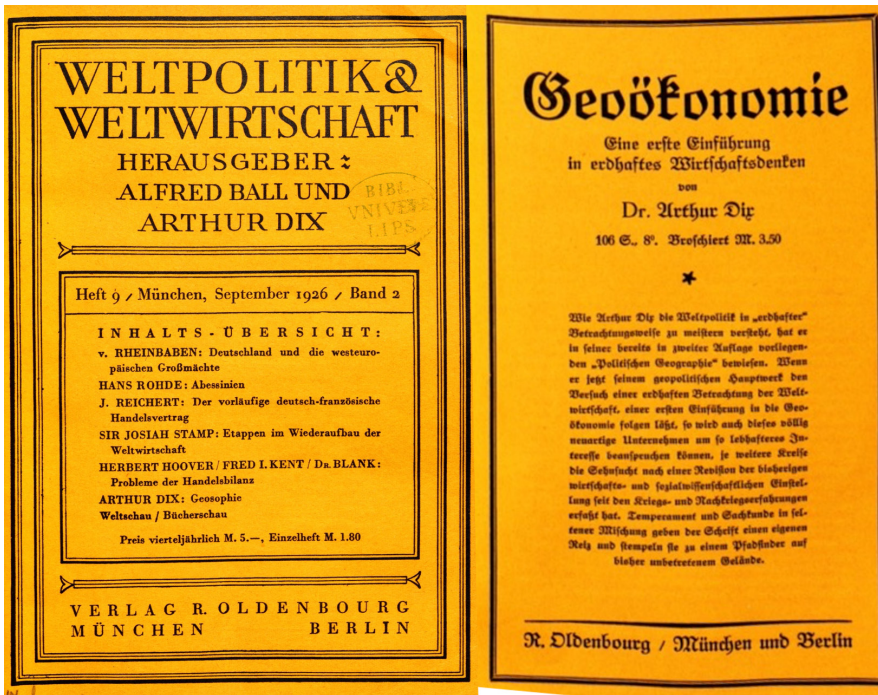 WELTPOLITIK &
WELTWIRTSCHAFT
HERAUSGEBER:
ALFRED BALL UND
ARTHUR DIX
BIBL.
VNIVERS
LIPS.
Heft 9 / München, September 1926 / Band 2
INHALTS-ÜBERSICHT:
v. RHEINBABEN: Deutschland und die westeuro-
päischen Großmächte
HANS ROHDE: Abessinien
J. REICHERT: Der vorläufige deutsch-französische
Handelsvertrag
SIR JOSIAH STAMP: Etappen im Wiederaufbau der
Weltwirtschaft
HERBERT HOOVER / FRED I. KENT / DR. BLANK:
Probleme der Handelsbilanz
ARTHUR DIX: Geosophie
Weltschau / Bücherschau
Preis vierteljährlich M. 5.—, Einzelheft M. 1.80
VERLAG R. OLDENBOURG
MÜNCHEN BERLIN
Geoökonomie
Eine erste Einführung
in erdhaftes Wirtschaftsdenken
von
Dr. Arthur Dix
106 S., 8°. Broschiert M. 3.50
Wie Arthur Dix die Weltpolitik in „erdhafter“
Betrachtungsweise zu meistern versteht, hat er
in seiner bereits in zweiter Auflage vorliegen-
den „Politischen Geographie“ bewiesen. Wenn
er jetzt seinem geopolitischen Hauptwerk den
Versuch einer erdhaften Betrachtung der Welt-
wirtschaft, einer ersten Einführung in die Geo-
ökonomie folgen läßt, so wird auch dieses völlig
neuartige Unternehmen um so lebhafteres In-
teresse beanspruchen können, je weitere Kreise
die Sehnsucht nach einer Revision der bisherigen
wirtschafts- und sozialwissenschaftlichen Einstel-
lung seit den Kriegs- und Nachkriegserfahrungen
erfaßt hat. Temperament und Sachkunde in sel-
tener Mischung geben der Schrift einen eigenen
Reiz und stempeln sie zu einem Pfadfinder auf
bisher unbetretenem Gelände.
R. Oldenbourg / München und Berlin